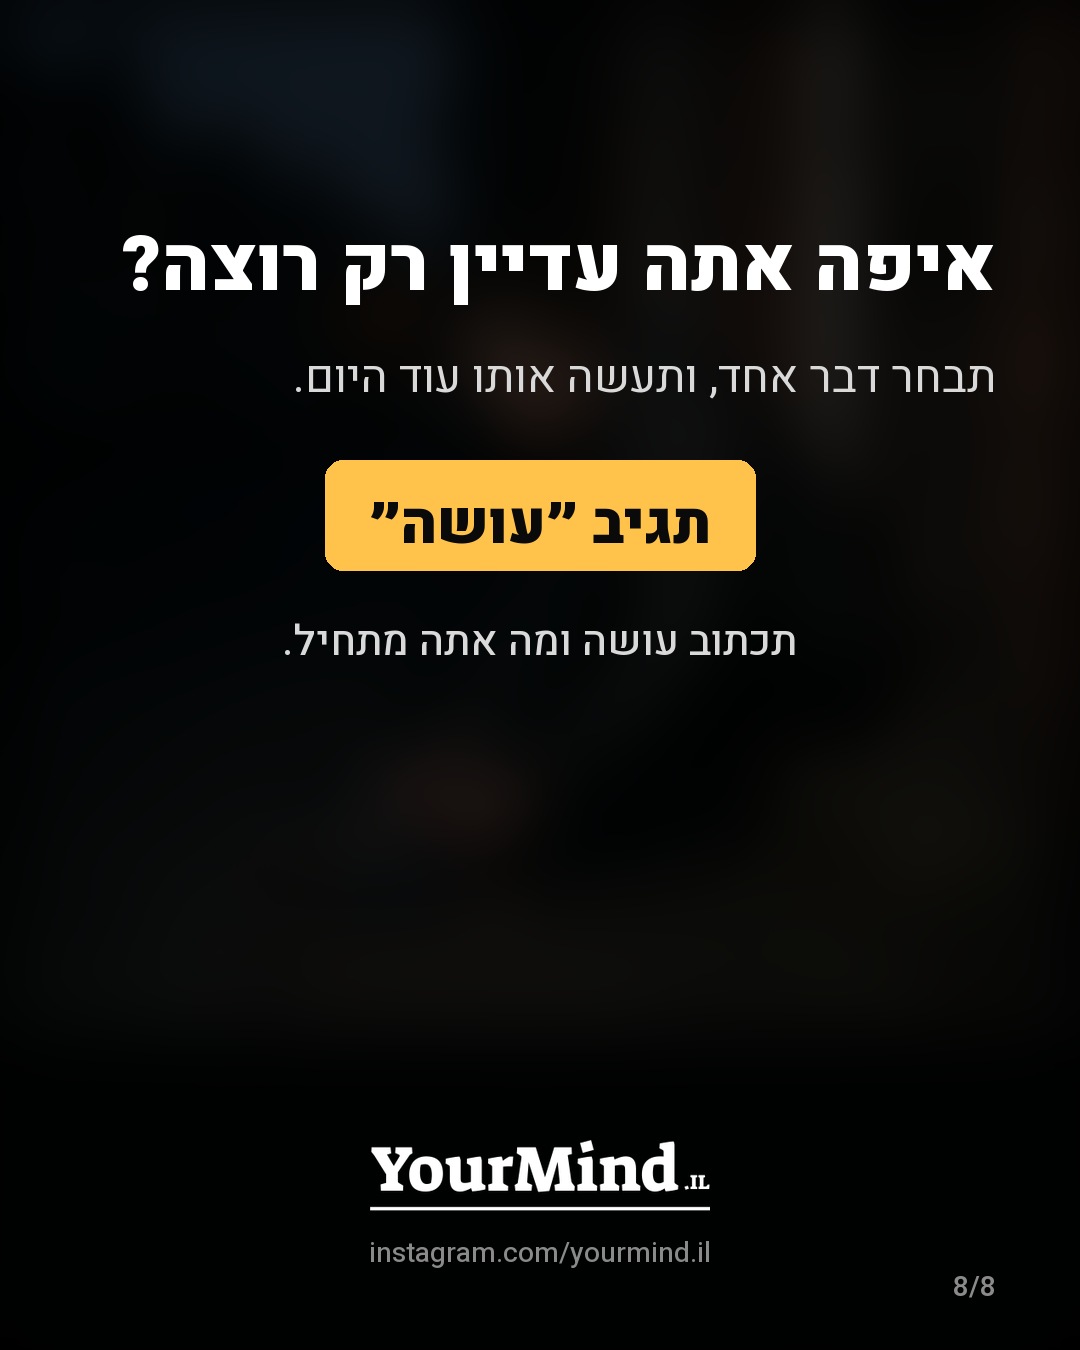 איפה אתה עדיין רק רוצה?
תבחר דבר אחד, ותעשה אותו עוד היום.
תגיב ”עושה”
תכתוב עושה ומה אתה מתחיל.
YourMind.IL
instagram.com/yourmind.il
8/8